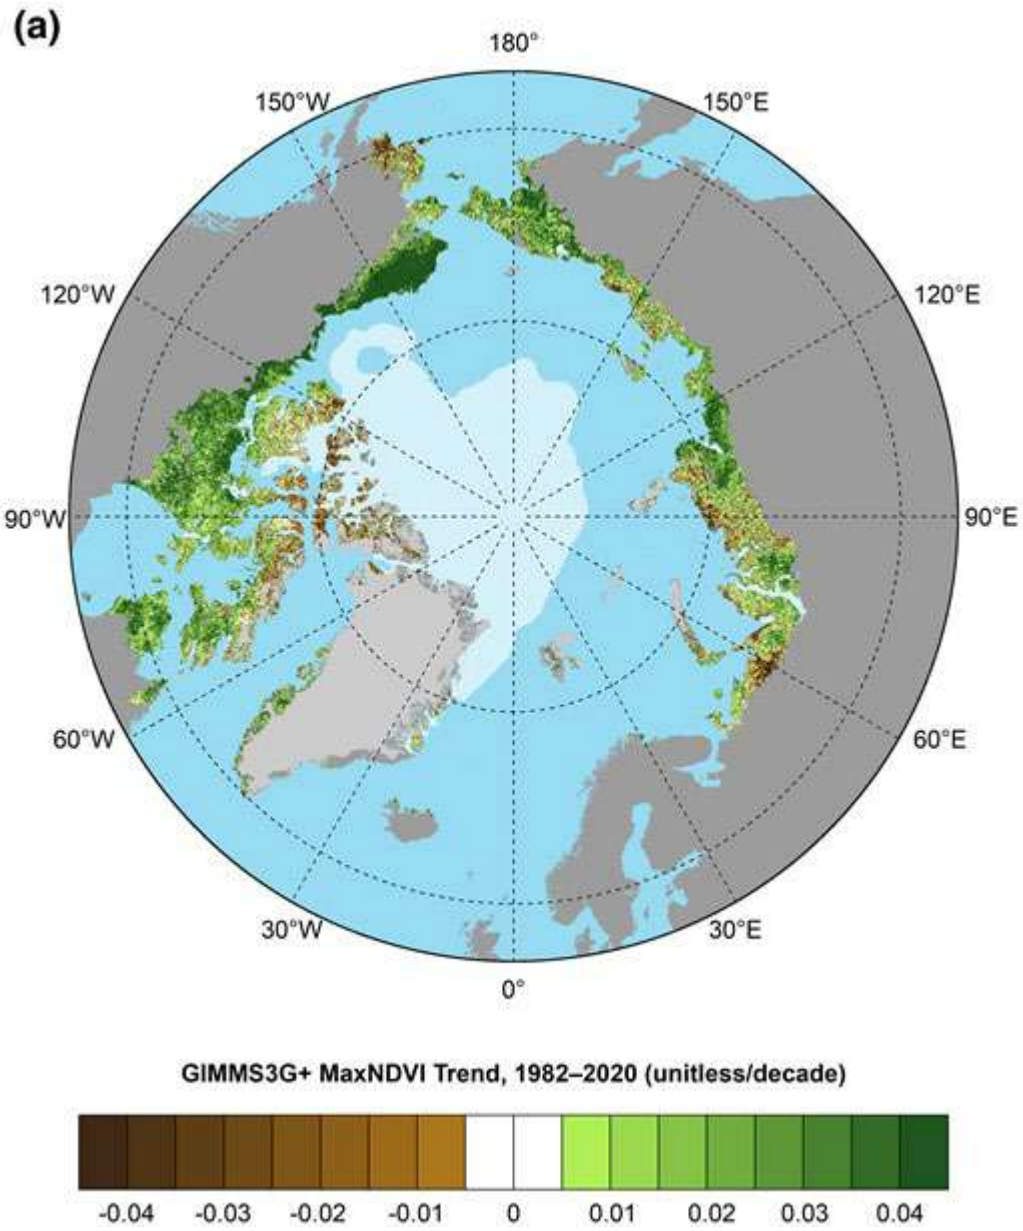 (a)
180°
150°W 150°E
120°W 120°E
90°W 90°E
60°W 60°E
30°W 30°E
0°
GIMMS3G+ MaxNDVI Trend, 1982–2020 (unitless/decade)
-0.04 -0.03 -0.02 -0.01 0 0.01 0.02 0.03 0.04